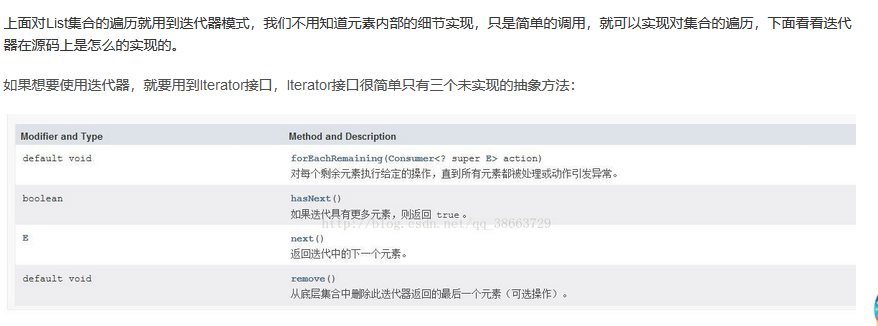 上面对List集合的遍历就用到迭代器模式，我们不用知道元素内部的细节实现，只是简单的调用，就可以实现对集合的遍历，下面看看迭代
器在源码上是怎么的实现的。
如果想要使用迭代器，就要用到Iterator接口，Iterator接口很简单只有三个未实现的抽象方法：
Modifier and Type Method and Description
default void forEachRemaining(Consumer<? super E> action)
对每个剩余元素执行给定的操作，直到所有元素都被处理或动作引发异常。
boolean hasNext()
如果迭代具有更多元素，则返回 true 。
http://blog.csdn.net/qq_38663729
E next()
返回迭代中的下一个元素。
default void remove()
从底层集合中删除此迭代器返回的最后一个元素（可选操作）。